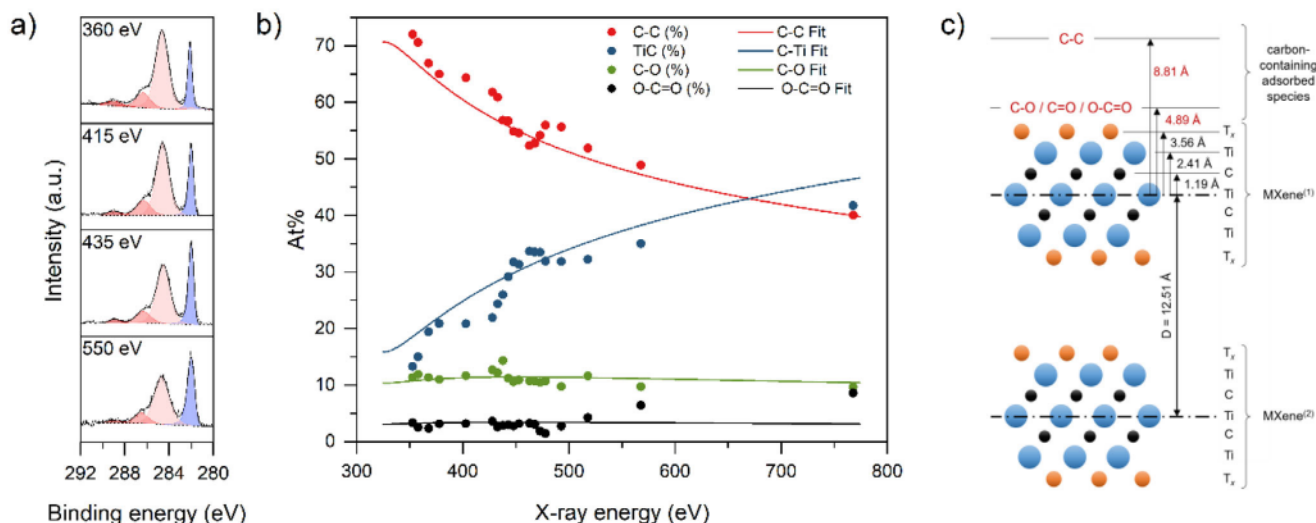 a)
360 eV
415 eV
435 eV
550 eV
Intensity (a.u.)
292 288 284 280
Binding energy (eV)
b)
C-C (%) C-C Fit
TiC (%) C-Ti Fit
C-O (%) C-O Fit
O-C=O (%) O-C=O Fit
At%
70
60
50
40
30
20
10
0
300 400 500 600 700 800
X-ray energy (eV)
c)
C-C
carbon-
containing
adsorbed
species
8.81 Å
C-O / C=O / O-C=O
4.89 Å
Tx
3.56 Å
Ti
2.41 Å
C
1.19 Å
Ti MXene(1)
C
Ti
Tx
D = 12.51 Å
Tx
Ti
C
Ti MXene(2)
C
Ti
Tx